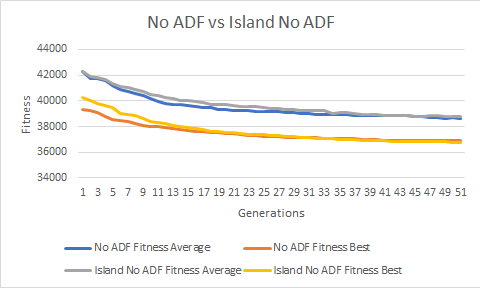 No ADF vs Island No ADF
44000
42000
40000
38000
36000
34000
Fitness
1 3 5 7 9 11 13 15 17 19 21 23 25 27 29 31 33 35 37 39 41 43 45 47 49 51
Generations
No ADF Fitness Average No ADF Fitness Best
Island No ADF Fitness Average Island No ADF Fitness Best